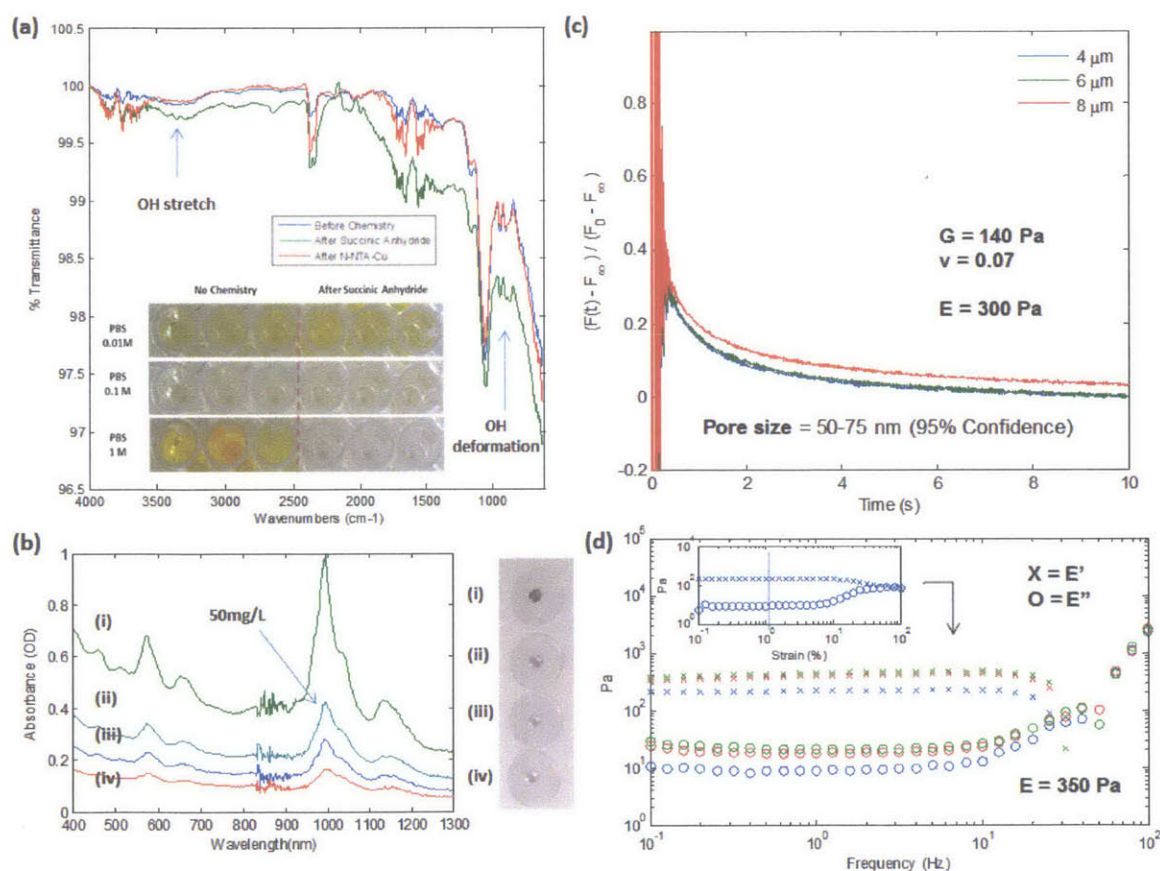 (a)
100.5
100
99.5
99
98.5
98
97.5
97
96.5
% Transmittance
OH stretch
Before Chemistry
After Succinic Anhydride
After N-NTA-Cu
No Chemistry
After Succinic Anhydride
PBS
0.01M
PBS
0.1 M
PBS
1 M
OH
deformation
4000
3500
3000
2500
2000
1500
1000
Wavenumbers (cm-1)
(c)
4 μm
6 μm
8 μm
0.8
0.6
0.4
0.2
0
-0.2
(F(t) - F∞) / (F0 - F∞)
G = 140 Pa
v = 0.07
E = 300 Pa
Pore size = 50-75 nm (95% Confidence)
0
2
4
6
8
10
Time (s)
(b)
1
0.8
0.6
0.4
0.2
0
Absorbance (OD)
(i)
(ii)
(iii)
(iv)
50mg/L
400
500
600
700
800
900
1000
1100
1200
1300
Wavelength(nm)
(i)
(ii)
(iii)
(iv)
(d)
10^5
10^4
10^3
10^2
10^1
10^0
Pa
10^4
10^2
10^0
Pa
10^-1
10^0
10^1
10^2
Strain (%)
X = E'
O = E"
E = 350 Pa
10^-1
10^0
10^1
10^2
Frequency (Hz)